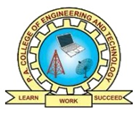 P.A. COLLEGE OF ENGINEERING AND TECHNOLOGY
LEARN
WORK
SUCCEED